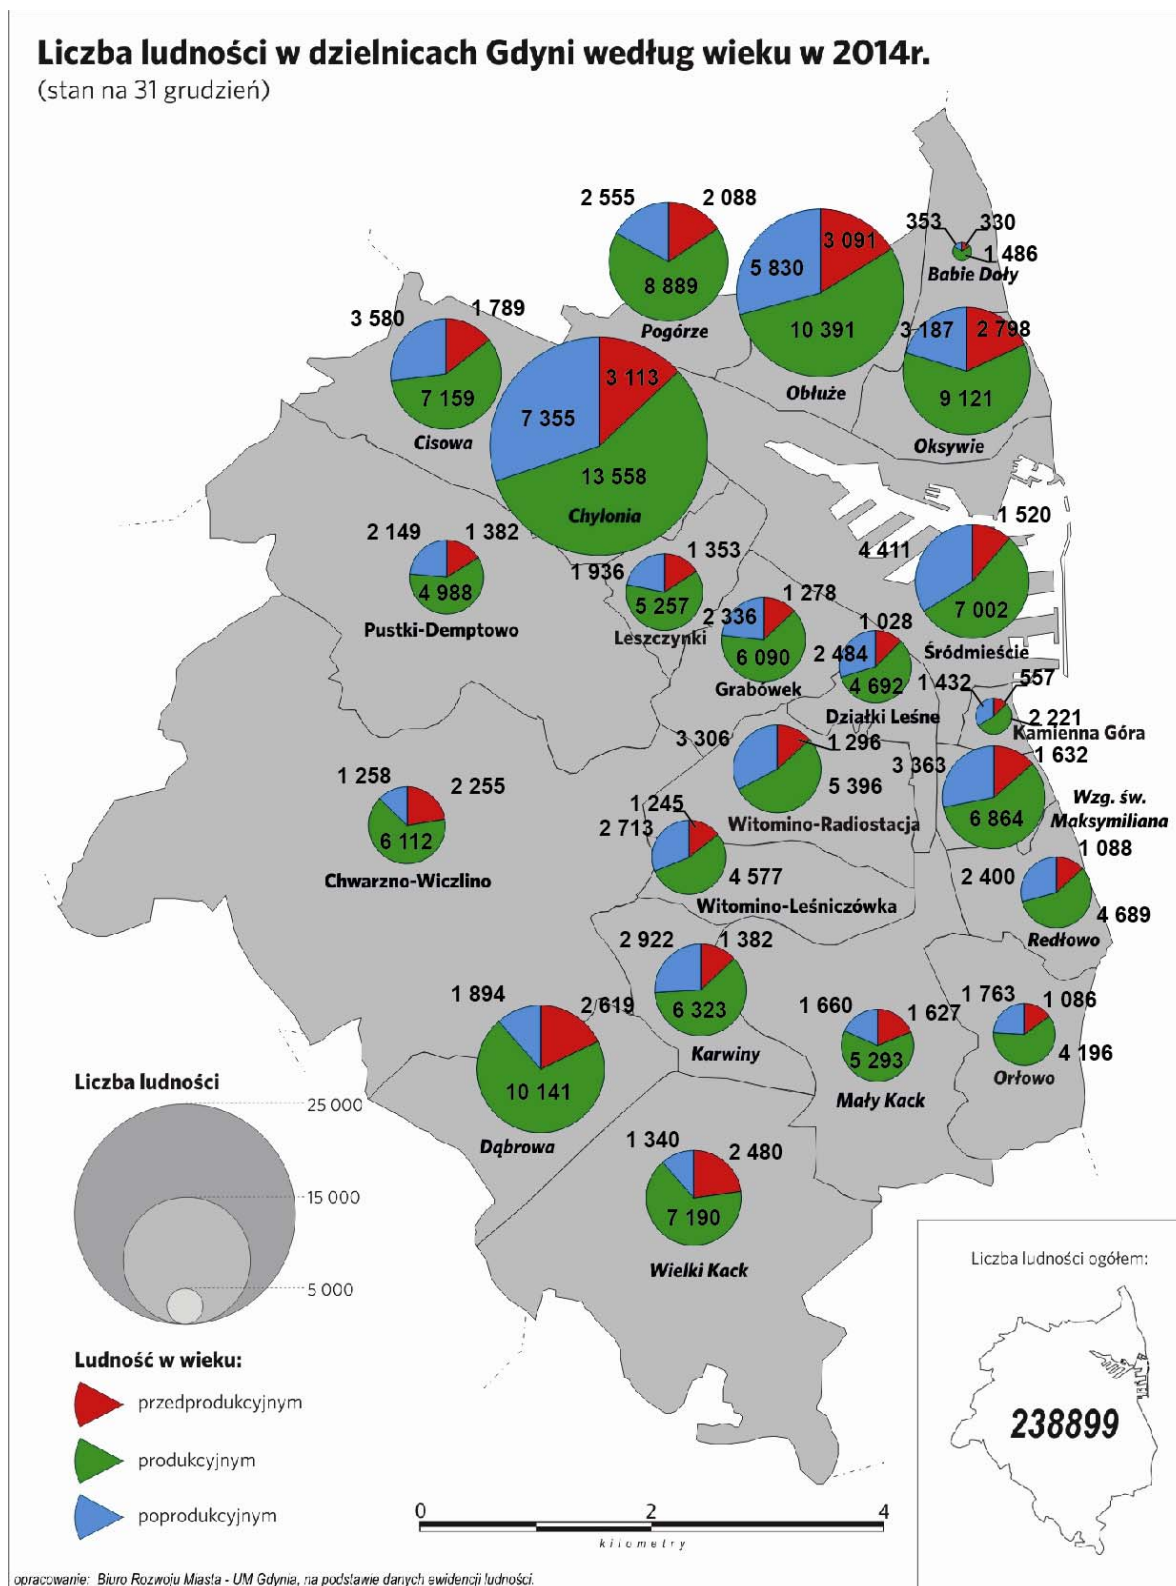 Liczba ludności w dzielnicach Gdyni według wieku w 2014r.
(stan na 31 grudzień)
2 555 2 088
8 889
Pogórze
3 091
5 830
10 391
Obłuże
353 330
1 486
Babie Doły
3 187 2 798
9 121
Oksywie
3 580 1 789
7 159
Cisowa
3 113
7 355
13 558
Chylonia
2 149 1 382
4 988
Pustki-Demptowo
1 936 1 353
5 257
Leszczynki
2 336 1 278
6 090
Grabówek
2 484 1 028
4 692
Działki Leśne
4 411 1 520
7 002
Śródmieście
1 432 557
2 221
Kamienna Góra
3 306 1 296
5 396
Witomino-Radiostacja
3 363 1 632
6 864
Wzg. św.
Maksymiliana
1 258 2 255
6 112
Chwarzno-Wiczlino
2 713 1 245
4 577
Witomino-Leśniczówka
2 400 1 088
4 689
Redłowo
2 922 1 382
6 323
Karwiny
1 894 2 619
10 141
Dąbrowa
1 660 1 627
5 293
Mały Kack
1 763 1 086
4 196
Orłowo
1 340 2 480
7 190
Wielki Kack
Liczba ludności
25 000
15 000
5 000
Ludność w wieku:
przedprodukcyjnym
produkcyjnym
poprodukcyjnym
0 2 4
kilometry
Liczba ludności ogółem:
238899
opracowanie: Biuro Rozwoju Miasta - UM Gdynia, na podstawie danych ewidencji ludności.